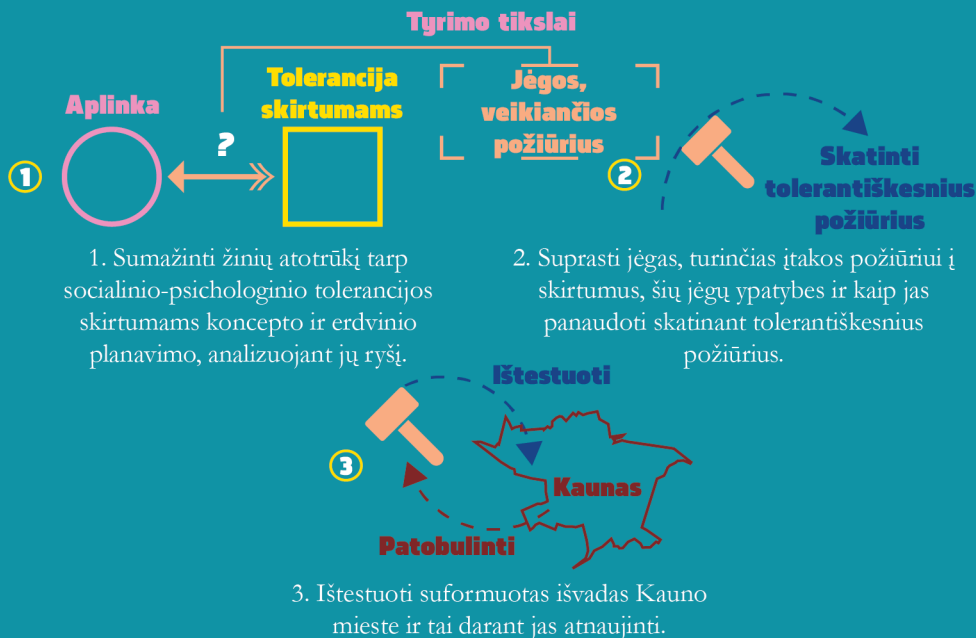 Tyrimo tikslai
Aplinka
Tolerancija
skirtumams
Jėgos,
veikiančios
požiūrius
?
1
2
Skatinti
tolerantiškesnius
požiūrius
1. Sumažinti žinių atotrūkį tarp
socialinio-psichologinio tolerancijos
skirtumams koncepto ir erdvinio
planavimo, analizuojant jų ryšį.
2. Suprasti jėgas, turinčias įtakos požiūriui į
skirtumus, šių jėgų ypatybes ir kaip jas
panaudoti skatinant tolerantiškesnius
požiūrius.
Ištestuoti
3
Kaunas
Patobulinti
3. Ištestuoti suformuotas išvadas Kauno
mieste ir tai darant jas atnaujinti.